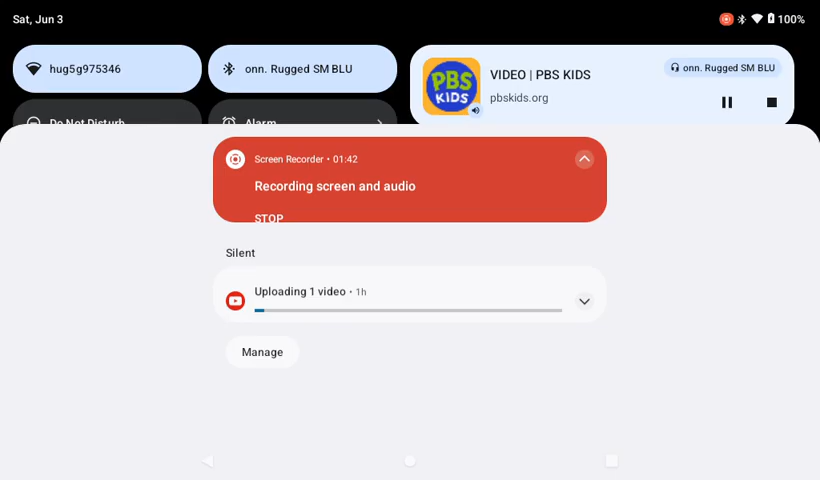 Sat, Jun 3
100%
hug5g975346
onn. Rugged SM BLU
Do Not Disturb
Alarm
PBS
KIDS
VIDEO | PBS KIDS
pbskids.org
onn. Rugged SM BLU
Screen Recorder • 01:42
Recording screen and audio
STOP
Silent
Uploading 1 video • 1h
Manage